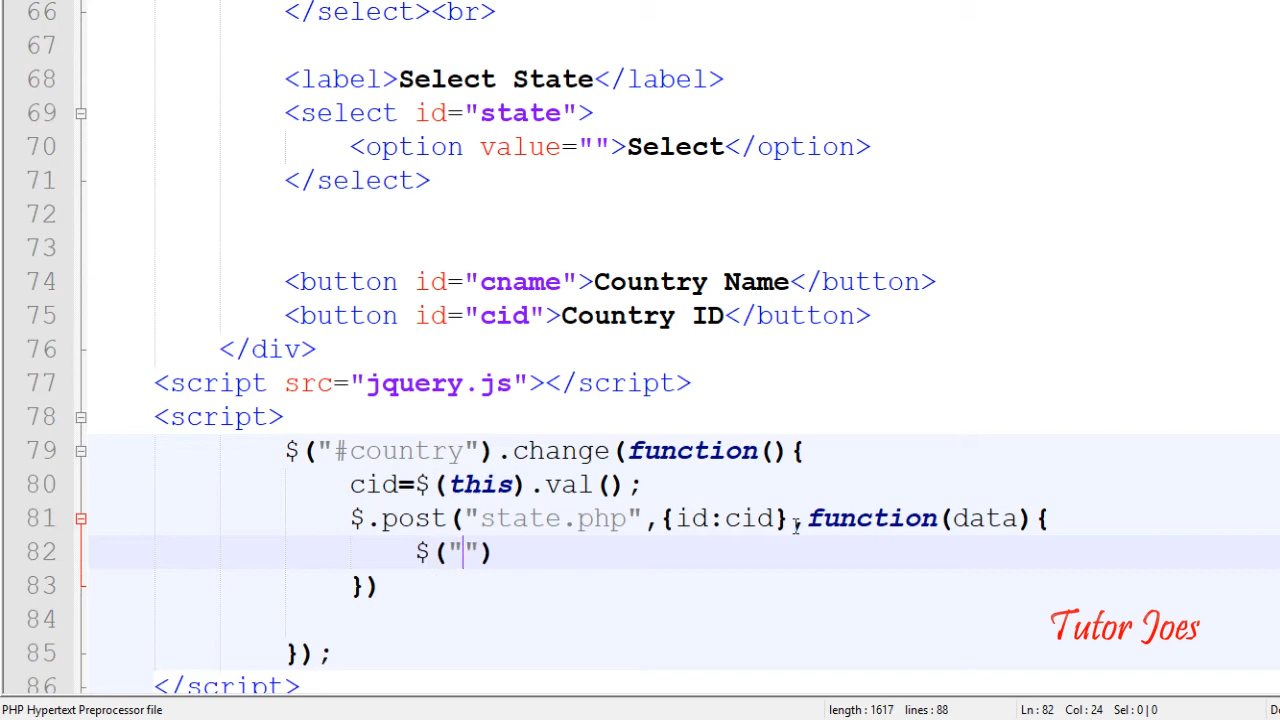 66 </select><br>
67
68 <label>Select State</label>
69 <select id="state">
70 <option value="">Select</option>
71 </select>
72
73
74 <button id="cname">Country Name</button>
75 <button id="cid">Country ID</button>
76 </div>
77 <script src="jquery.js"></script>
78 <script>
79 $("#country").change(function(){
80 cid=$(this).val();
81 $.post("state.php",{id:cid},function(data){
82 $("")
83 })
84
85 });
86 </script>
Tutor Joes
PHP Hypertext Preprocessor file length : 1617 lines : 88 Ln : 82 Col : 24 Sel : 0 | 0